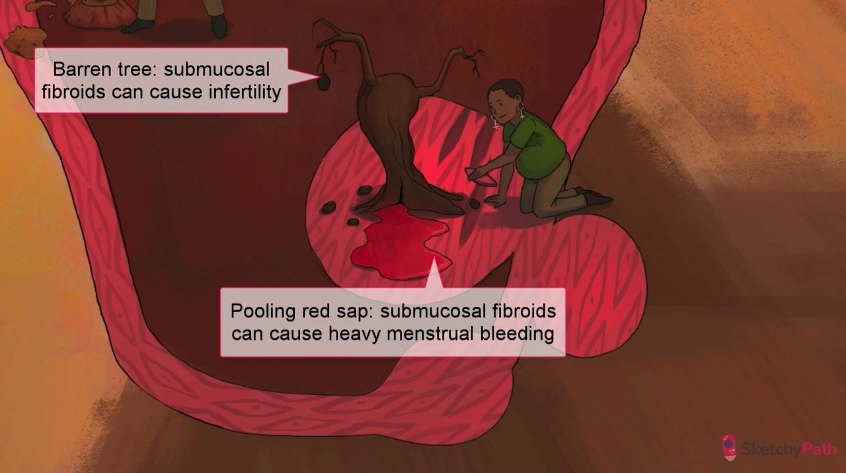 Barren tree: submucosal
fibroids can cause infertility
Pooling red sap: submucosal fibroids
can cause heavy menstrual bleeding
SketchyPath